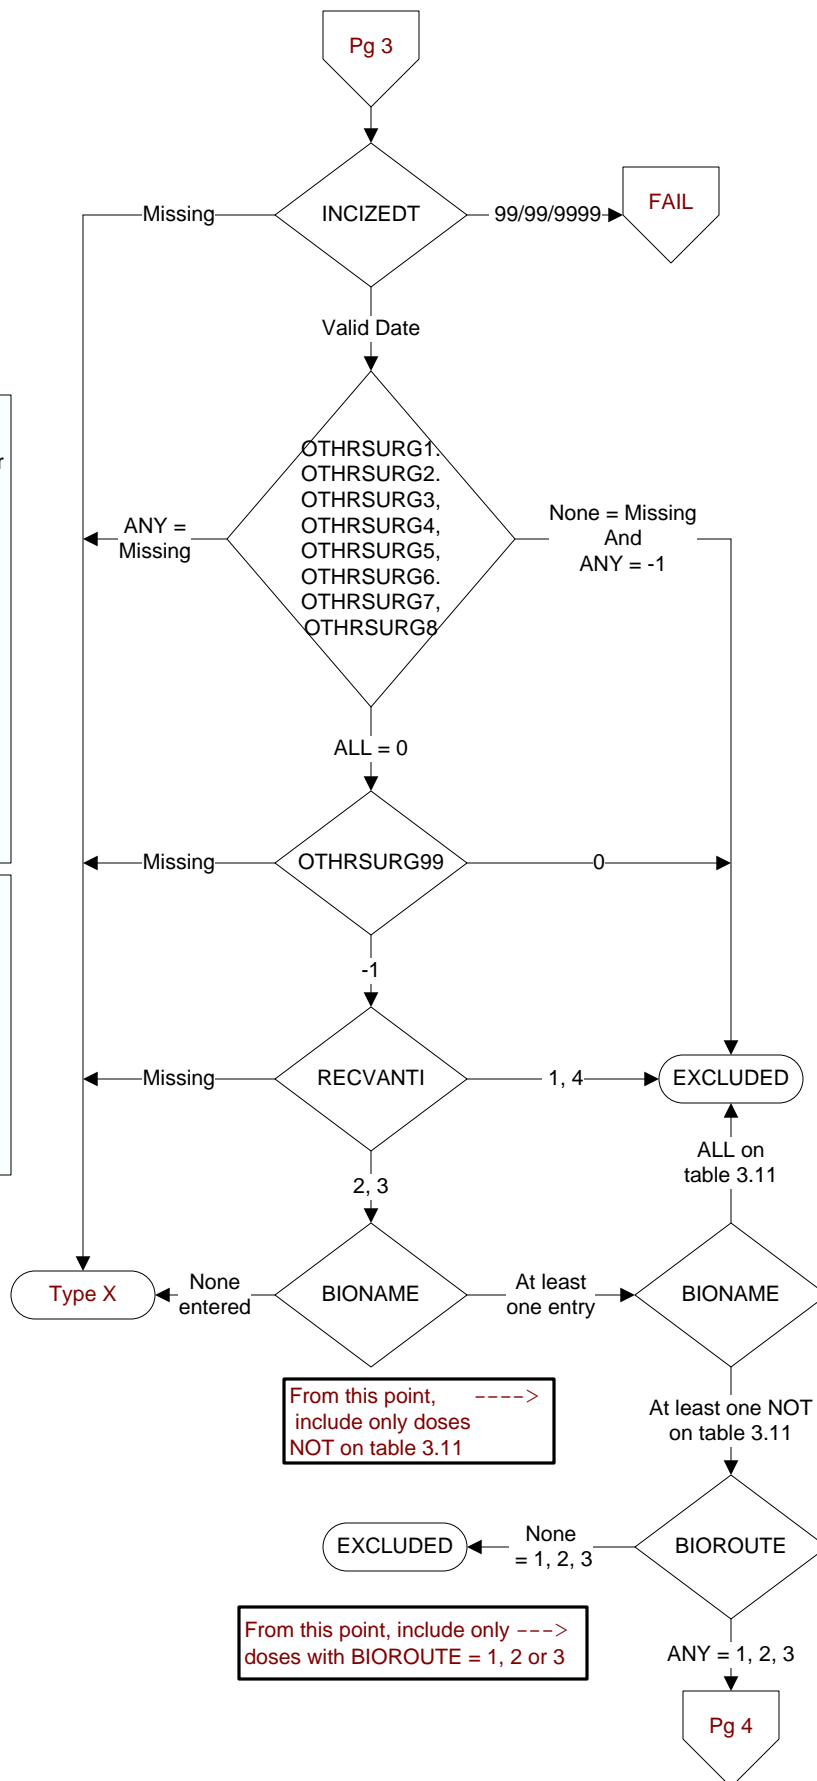 Pg 3
INCIZEDT
Missing
99/99/9999
FAIL
Valid Date
r
OTHRSURG1.
OTHRSURG2.
OTHRSURG3,
OTHRSURG4,
OTHRSURG5,
OTHRSURG6.
OTHRSURG7,
OTHRSURG8
ANY =
Missing
None = Missing
And
ANY = -1
ALL = 0
Missing
OTHRSURG99
0
-1
Missing
RECVANTI
1, 4
EXCLUDED
ALL on
table 3.11
2, 3
Type X
None
entered
BIONAME
At least
one entry
BIONAME
From this point, ---->
include only doses
NOT on table 3.11
At least one NOT
on table 3.11
EXCLUDED
None
= 1, 2, 3
BIOROUTE
From this point, include only --->
doses with BIOROUTE = 1, 2 or 3
ANY = 1, 2, 3
Pg 4